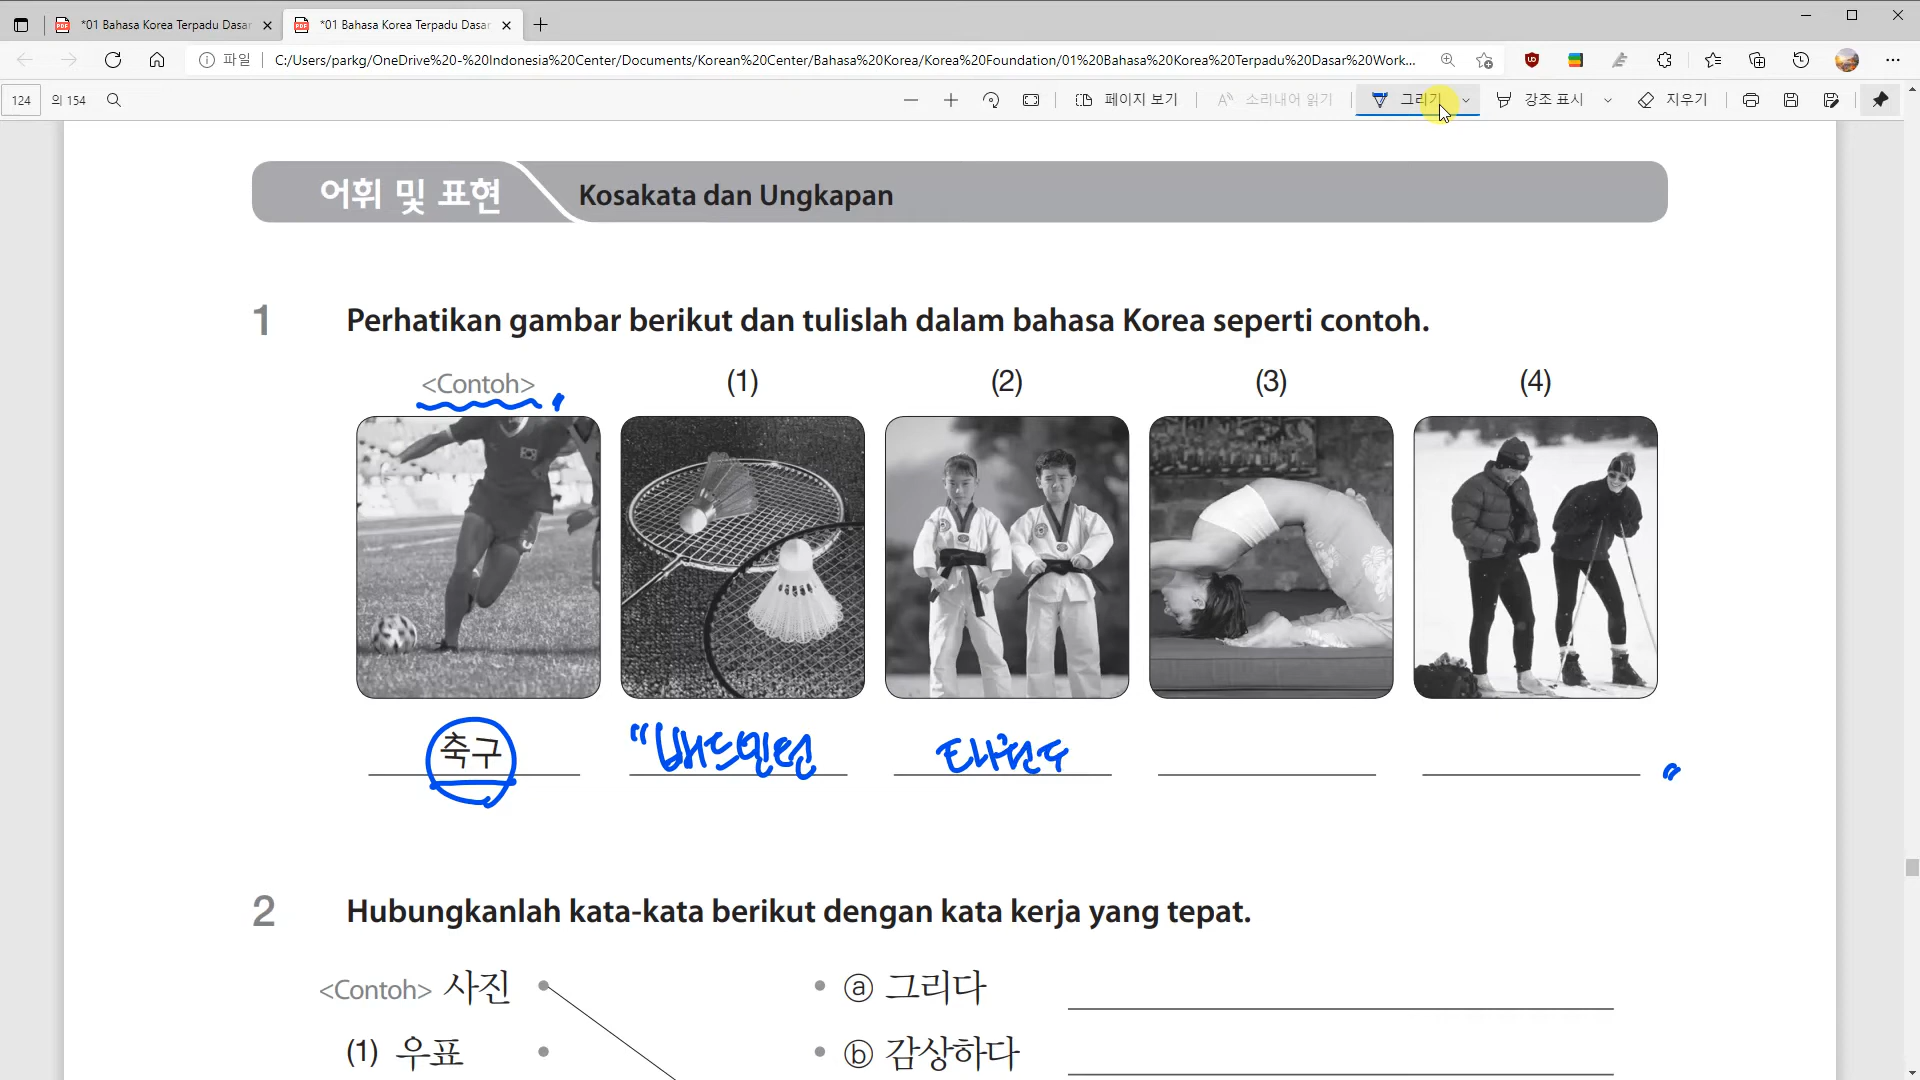 *01 Bahasa Korea Terpadu Dasar
*01 Bahasa Korea Terpadu Dasar
파일
C:/Users/parkg/OneDrive%20-%20Indonesia%20Center/Documents/Korean%20Center/Bahasa%20Korea/Korea%20Foundation/01%20Bahasa%20Korea%20Terpadu%20Dasar%20Work...
124 의 154
페이지 보기
소리내어 읽기
그리기
강조 표시
지우기
어휘 및 표현 Kosakata dan Ungkapan
1 Perhatikan gambar berikut dan tulislah dalam bahasa Korea seperti contoh.
<Contoh> (1) (2) (3) (4)
축구 배드민턴 태권도
2 Hubungkanlah kata-kata berikut dengan kata kerja yang tepat.
<Contoh> 사진 ⓐ 그리다
(1) 우표 ⓑ 감상하다